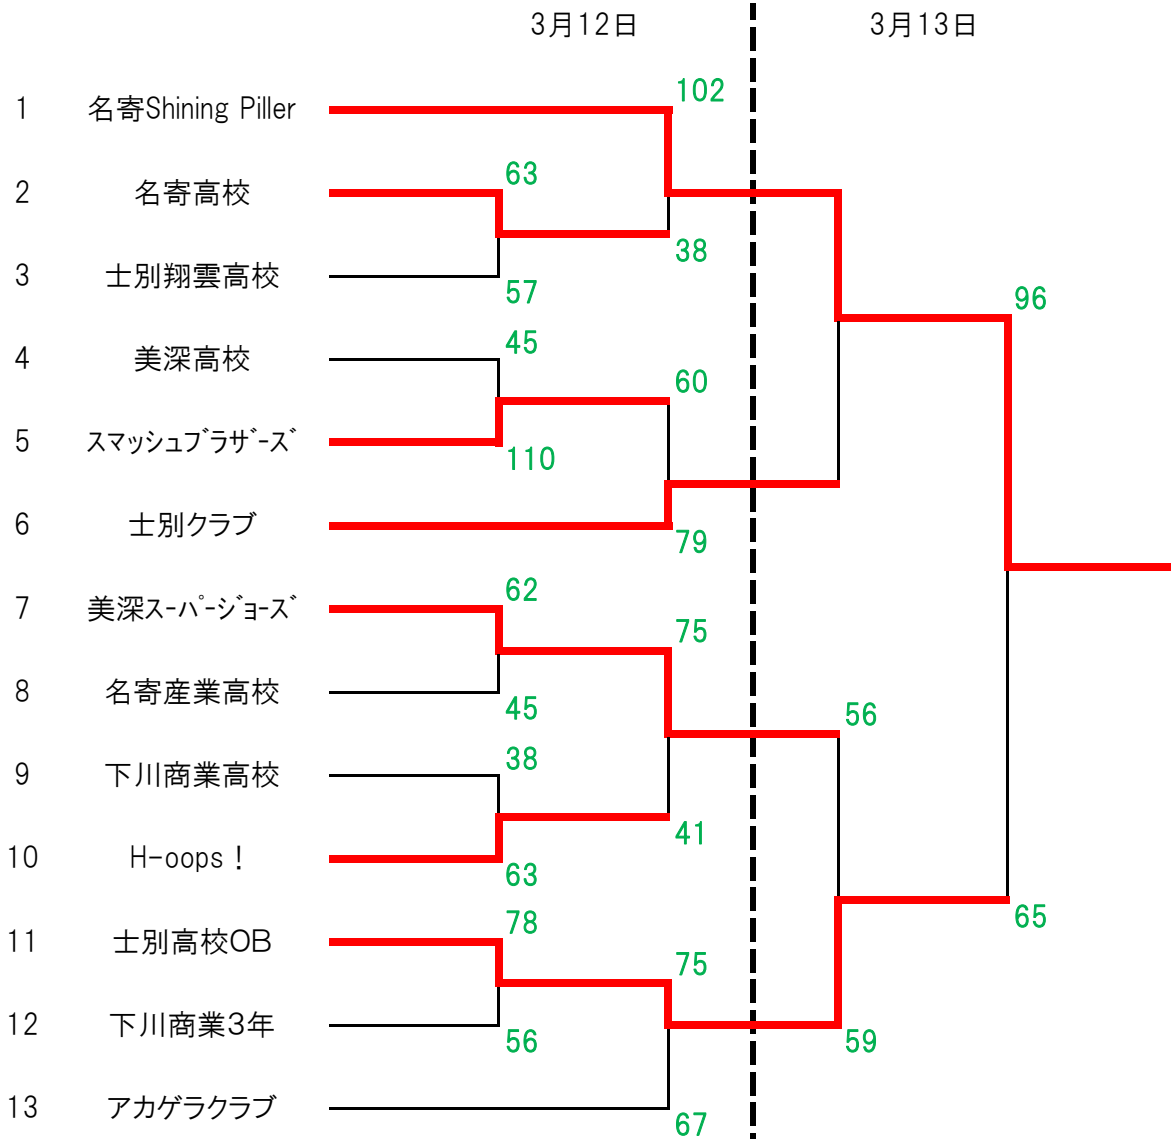 3月12日 3月13日
102
1 名寄Shining Piller
63
2 名寄高校
38
3 士別翔雲高校
57
96
45
4 美深高校
60
5 スマッシュブラザーズ
110
6 士別クラブ
79
62
7 美深スーパージョーズ
75
8 名寄産業高校
45
56
38
9 下川商業高校
41
10 H-oops！
63
78
65
11 士別高校OB
75
12 下川商業3年
56
59
13 アカゲラクラブ
67